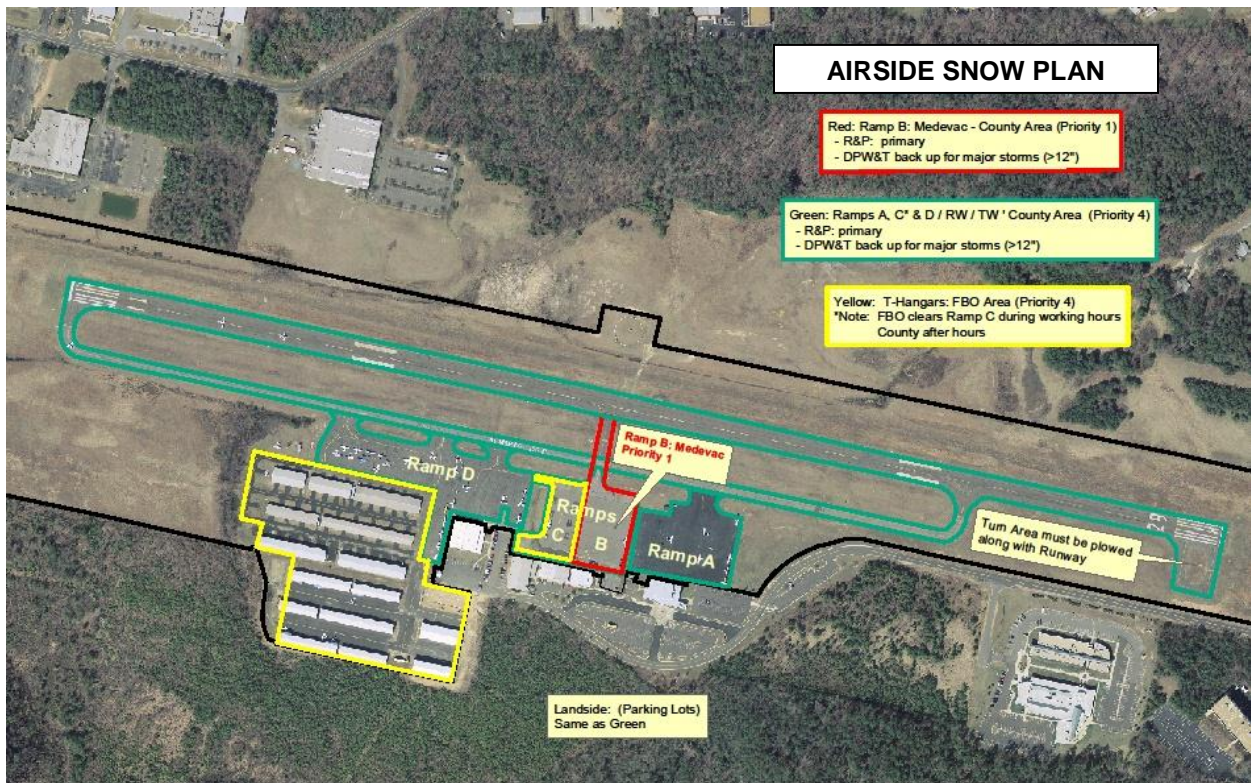 AIRSIDE SNOW PLAN
Red: Ramp B: Medevac - County Area (Priority 1)
- R&P: primary
- DPW&T back up for major storms (>12")
Green: Ramps A, C* & D / RW / TW ' County Area (Priority 4)
- R&P: primary
- DPW&T back up for major storms (>12")
Yellow: T-Hangars: FBO Area (Priority 4)
*Note: FBO clears Ramp C during working hours
County after hours
Ramp B: Medevac
Priority 1
Ramp D
Ramps
C
B
Ramp A
29
Turn Area must be plowed
along with Runway
Landside: (Parking Lots)
Same as Green